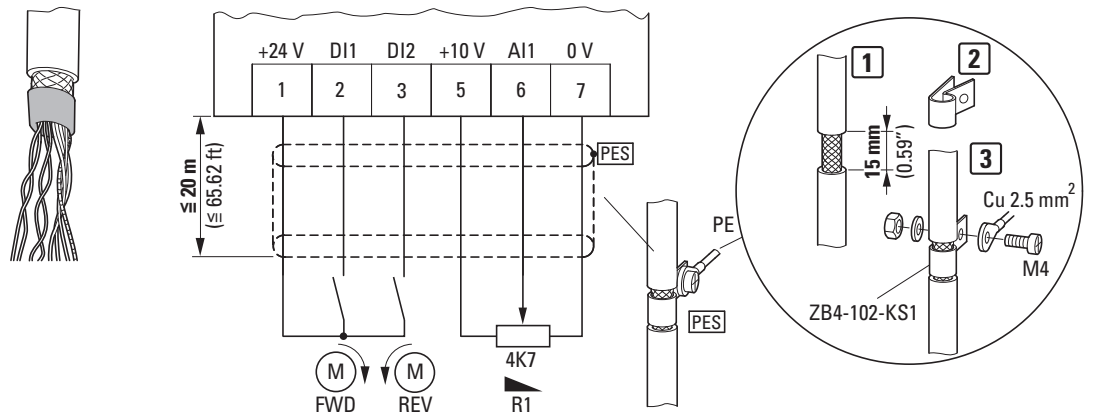 +24 V DI1 DI2 +10 V AI1 0 V
1 2 3 5 6 7
≦ 20 m
(≦ 65.62 ft)
PES
4K7
R1
M M
FWD REV
PE
PES
1
15 mm
(0.59″)
2
3
Cu 2.5 mm²
M4
ZB4-102-KS1